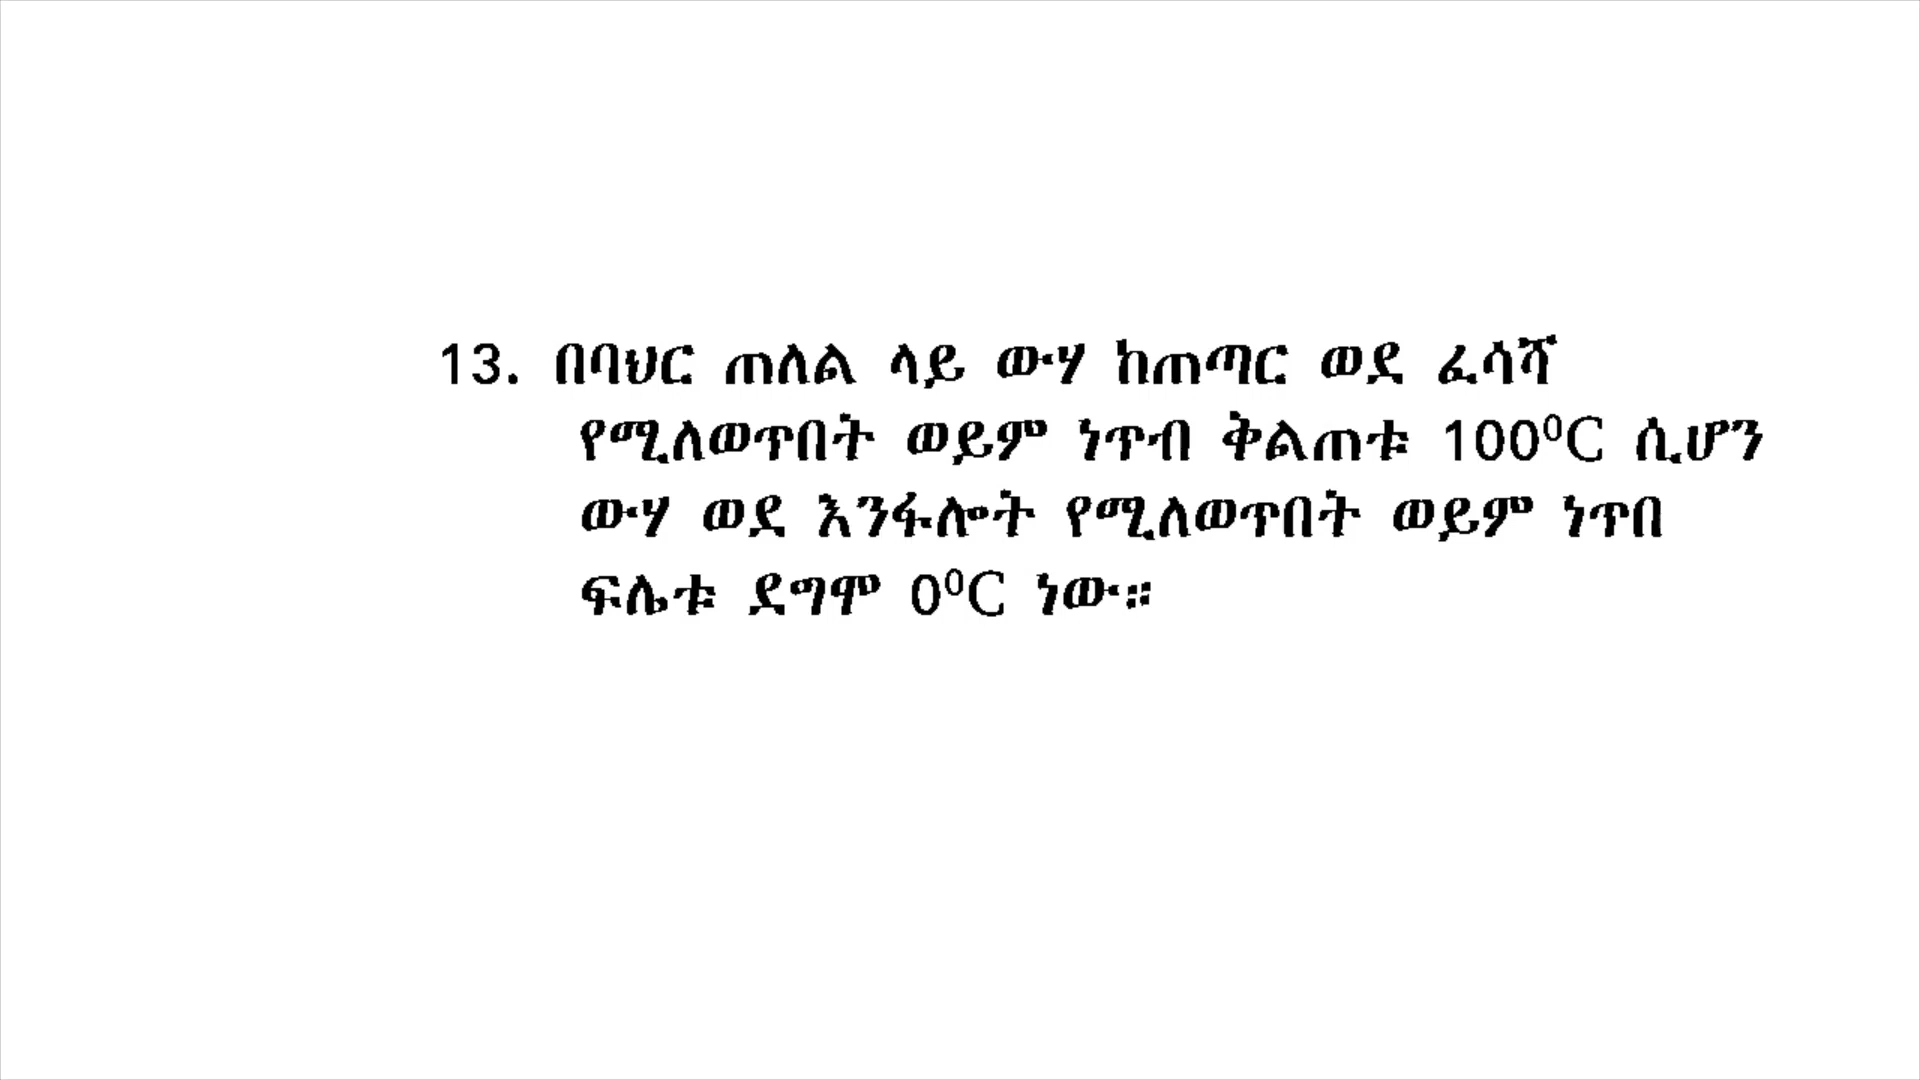 13. በባህር ጠለል ላይ ውሃ ከጠጣር ወደ ፈሳሻ
የሚለወጥበት ወይም ነጥብ ቅልጠቱ 100⁰C ሲሆን
ውሃ ወደ እንፋሎት የሚለወጥበት ወይም ነጥበ
ፍሌቱ ደግሞ 0⁰C ነው።